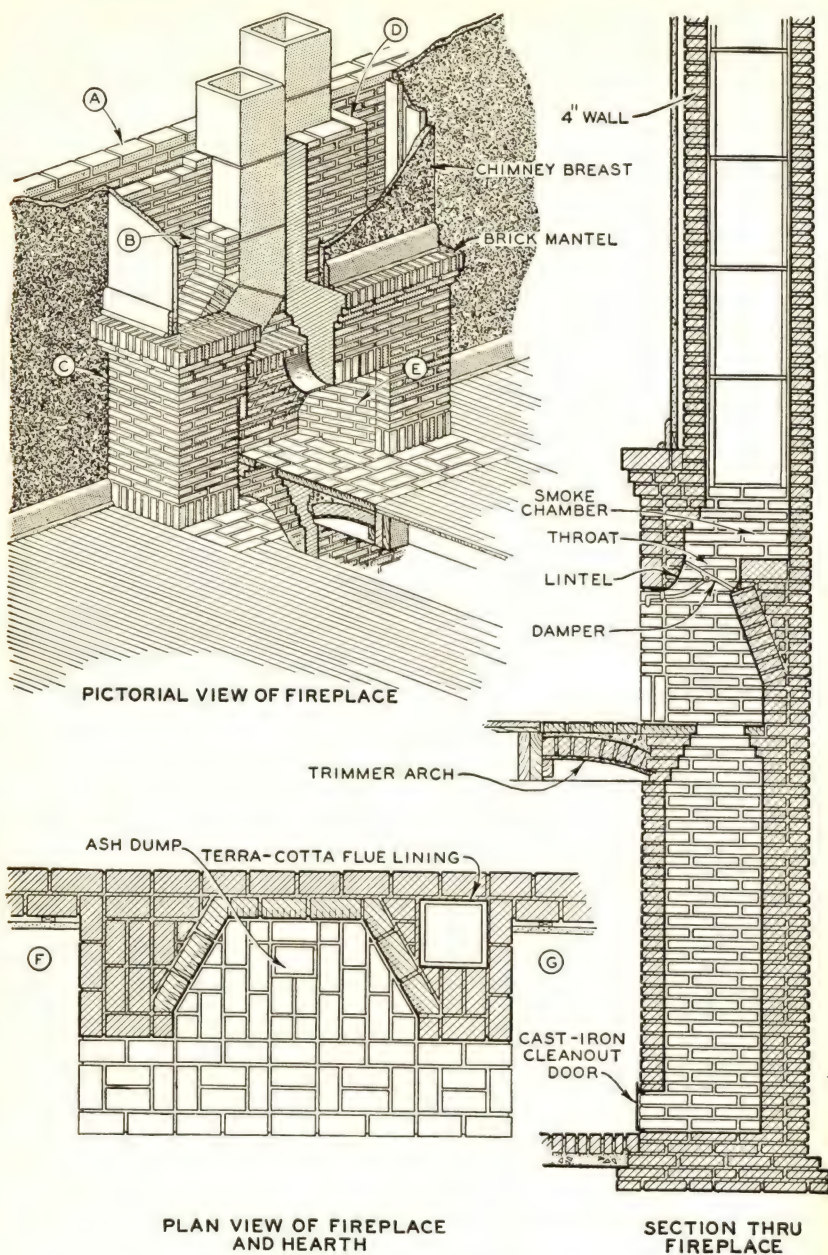 A
D
4" WALL
CHIMNEY BREAST
B
BRICK MANTEL
C
E
PICTORIAL VIEW OF FIREPLACE
SMOKE
CHAMBER
THROAT
LINTEL
DAMPER
TRIMMER ARCH
ASH DUMP
TERRA-COTTA FLUE LINING
F
G
CAST-IRON
CLEANOUT
DOOR
PLAN VIEW OF FIREPLACE
AND HEARTH
SECTION THRU
FIREPLACE